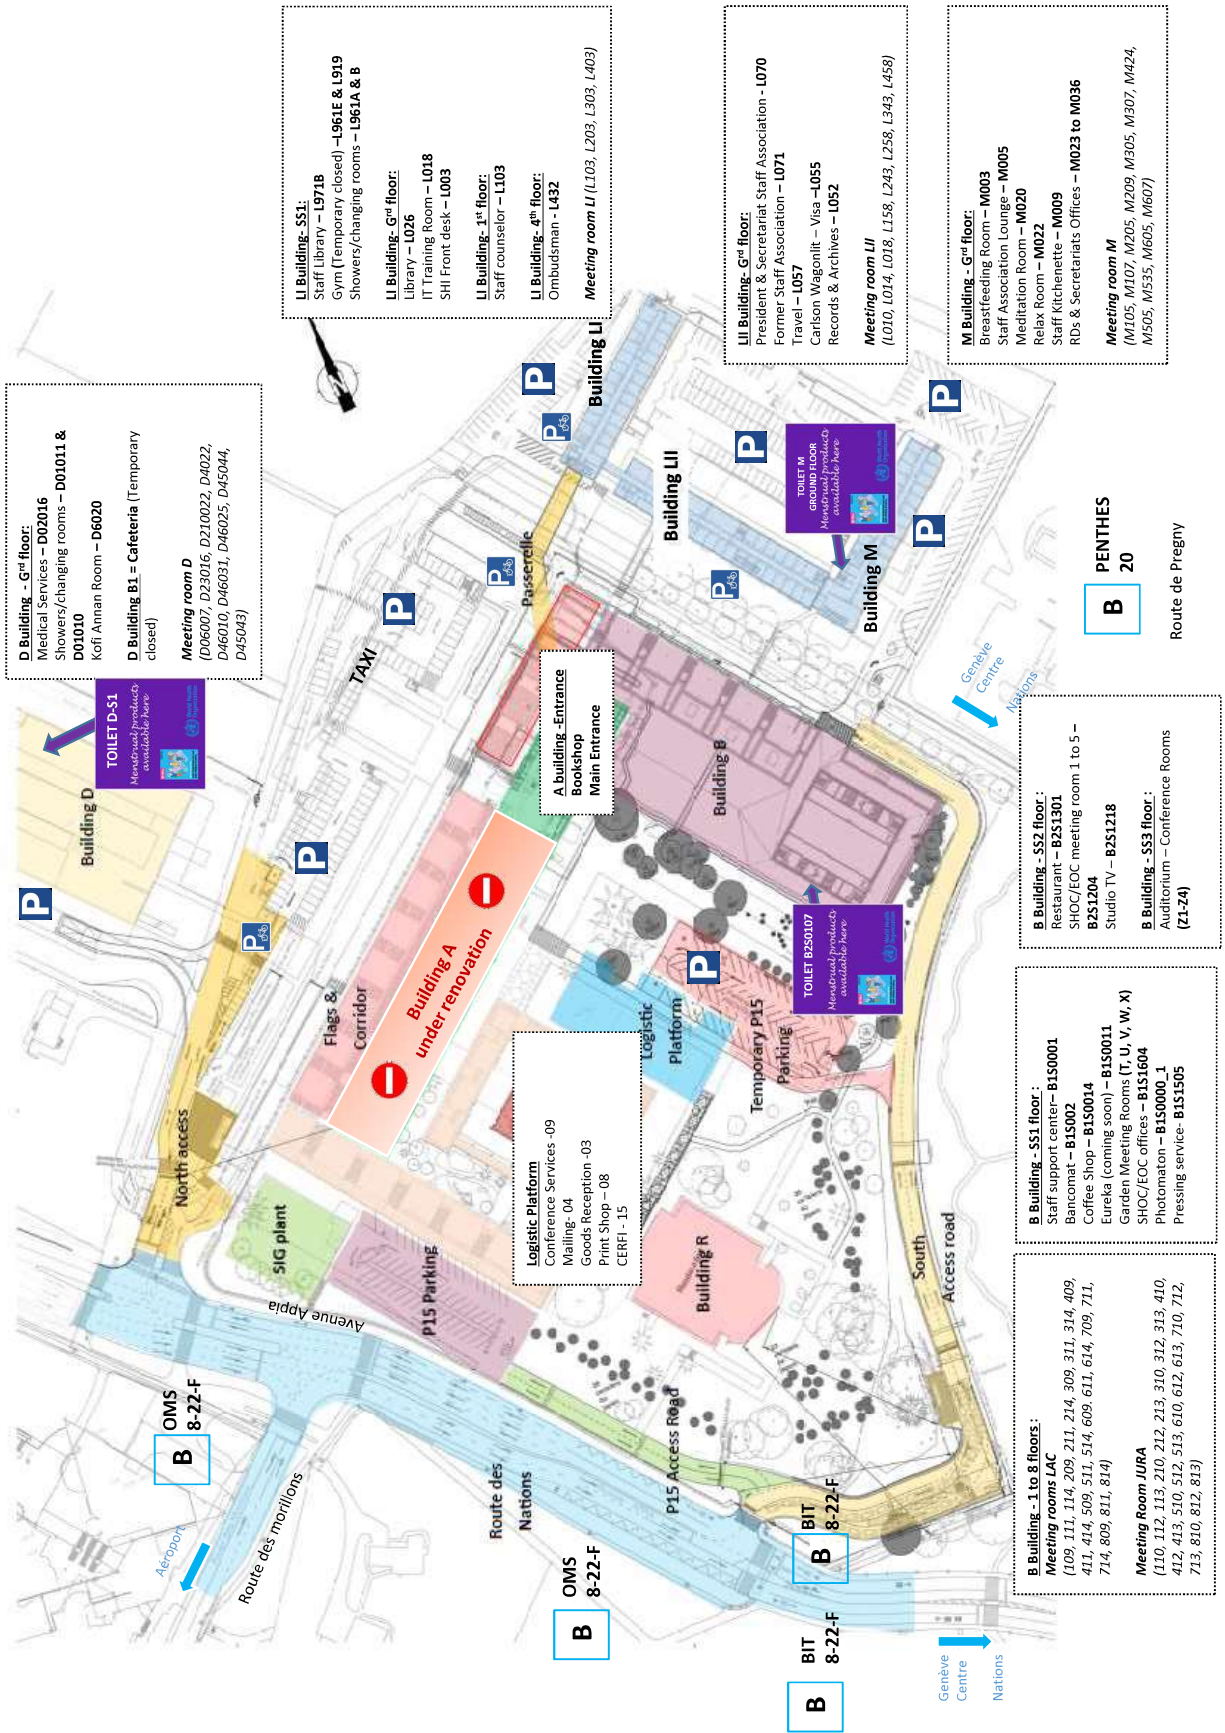 D Building - Grd floor:
Medical Services – D02016
Showers/changing rooms – D01011 &
D01010
Kofi Annan Room – D6020
D Building B1 = Cafeteria (Temporary
closed)
Meeting room D
(D06007, D23016, D210022, D4022,
D46010, D46031, D46025, D45044,
D45043)
LI Building- SS1:
Staff Library – L971B
Gym (Temporary closed) –L961E & L919
Showers/changing rooms – L961A & B
LI Building- Grd floor:
Library – L026
IT Training Room – L018
SHI Front desk – L003
LI Building- 1st floor:
Staff counselor – L103
LI Building- 4th floor:
Ombudsman - L432
Meeting room LI (L103, L203, L303, L403)
LII Building- Grd floor:
President & Secretariat Staff Association - L070
Former Staff Association – L071
Travel – L057
Carlson Wagonlit – Visa –L055
Records & Archives – L052
Meeting room LII
(L010, L014, L018, L158, L243, L258, L343, L458)
M Building - Grd floor:
Breastfeeding Room – M003
Staff Association Lounge – M005
Meditation Room – M020
Relax Room – M022
Staff Kitchenette – M009
RDs & Secretariats Offices – M023 to M036
Meeting room M
(M105, M107, M205, M209, M305, M307, M424,
M505, M535, M605, M607)
TOILET D-S1
Menstrual products
available here
World Health
Organization
Building D
P
P
P
P
P
P
P
P
P
P
P
P
TAXI
Passerelle
Building LI
Building LII
TOILET M
GROUND FLOOR
Menstrual products
available here
World Health
Organization
Building M
N
A building -Entrance
Bookshop
Main Entrance
Building B
Flags &
Corridor
Building A
under renovation
North access
SIG plant
P15 Parking
Avenue Appia
Logistic
Platform
Temporary P15
Parking
TOILET B2S0107
Menstrual products
available here
World Health
Organization
Logistic Platform
Conference Services -09
Mailing- 04
Goods Reception -03
Print Shop – 08
CERFI - 15
Building R
P15 Access Road
South
Access road
Route des
Nations
Route des morillons
Aéroport
B
OMS
8-22-F
B
OMS
8-22-F
B
BIT
8-22-F
B
BIT
8-22-F
Genève
Centre
Nations
Genève
Centre
Nations
B
PENTHES
20
Route de Pregny
B Building - 1 to 8 floors :
Meeting rooms LAC
(109, 111, 114, 209, 211, 214, 309, 311, 314, 409,
411, 414, 509, 511, 514, 609. 611, 614, 709, 711,
714, 809, 811, 814)
Meeting Room JURA
(110, 112, 113, 210, 212, 213, 310, 312, 313, 410,
412, 413, 510, 512, 513, 610, 612, 613, 710, 712,
713, 810, 812, 813)
B Building - SS1 floor :
Staff support center– B1S0001
Bancomat – B1S002
Coffee Shop – B1S0014
Eureka (coming soon) – B1S0011
Garden Meeting Rooms (T, U, V, W, X)
SHOC/EOC offices – B1S1604
Photomaton – B1S0000_1
Pressing service- B1S1505
B Building - SS2 floor :
Restaurant – B2S1301
SHOC/EOC meeting room 1 to 5 –
B2S1204
Studio TV – B2S1218
B Building - SS3 floor :
Auditorium – Conference Rooms
(Z1-Z4)